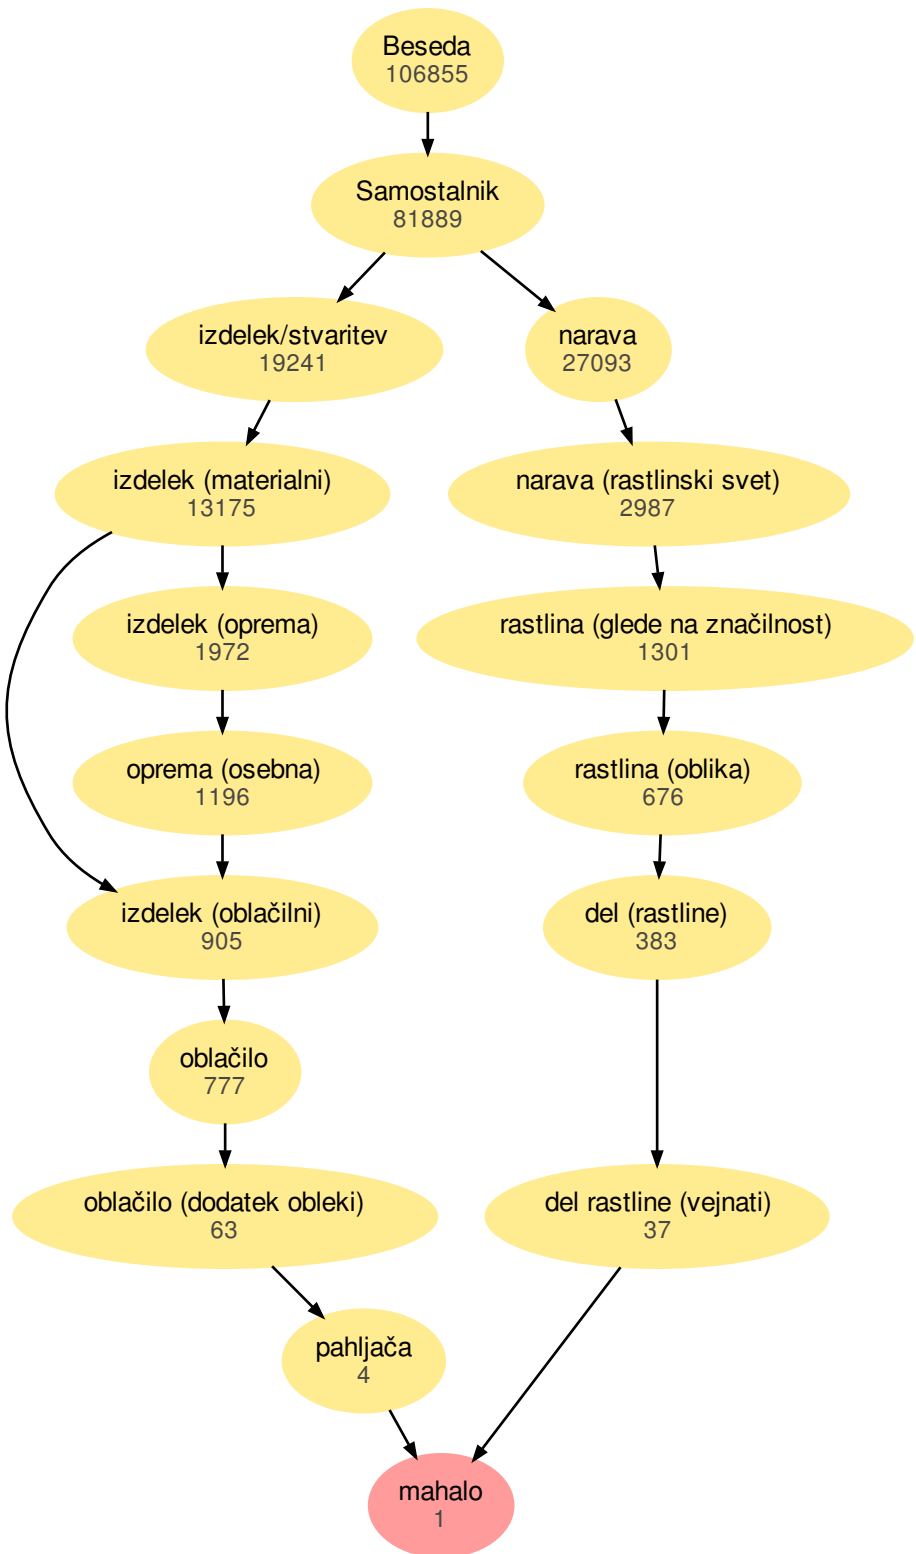 Beseda
106855
Samostalnik
81889
izdelek/stvaritev
19241
narava
27093
izdelek (materialni)
13175
narava (rastlinski svet)
2987
izdelek (oprema)
1972
rastlina (glede na značilnost)
1301
oprema (osebna)
1196
rastlina (oblika)
676
izdelek (oblačilni)
905
del (rastline)
383
oblačilo
777
oblačilo (dodatek obleki)
63
del rastline (vejnati)
37
pahljača
4
mahalo
1